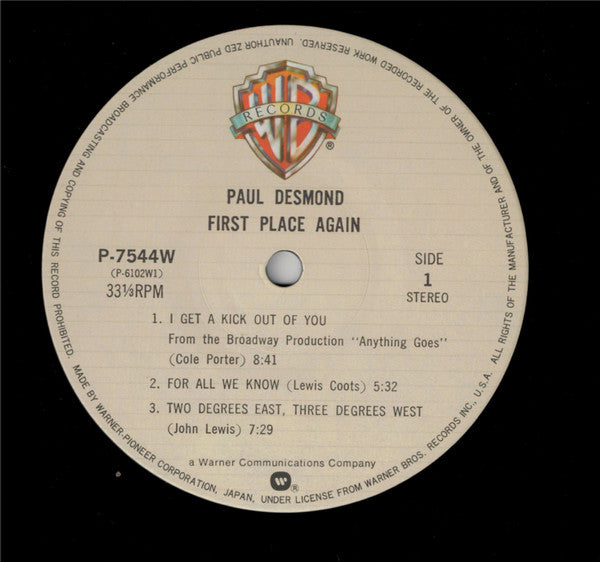 WB
RECORDS
®
PAUL DESMOND
FIRST PLACE AGAIN
P-7544W
(P-6102W1)
33⅓RPM
SIDE
1
STEREO
1. I GET A KICK OUT OF YOU
From the Broadway Production "Anything Goes"
(Cole Porter) 8:41
2. FOR ALL WE KNOW (Lewis Coots) 5:32
3. TWO DEGREES EAST, THREE DEGREES WEST
(John Lewis) 7:29
a Warner Communications Company
W®
ALL RIGHTS OF THE MANUFACTURER AND OF THE OWNER OF THE RECORDED WORK RESERVED. UNAUTHORIZED PUBLIC PERFORMANCE BROADCASTING AND COPYING OF THIS RECORD PROHIBITED. MADE BY WARNER-PIONEER CORPORATION, JAPAN, UNDER LICENSE FROM WARNER BROS. RECORDS INC., U.S.A.